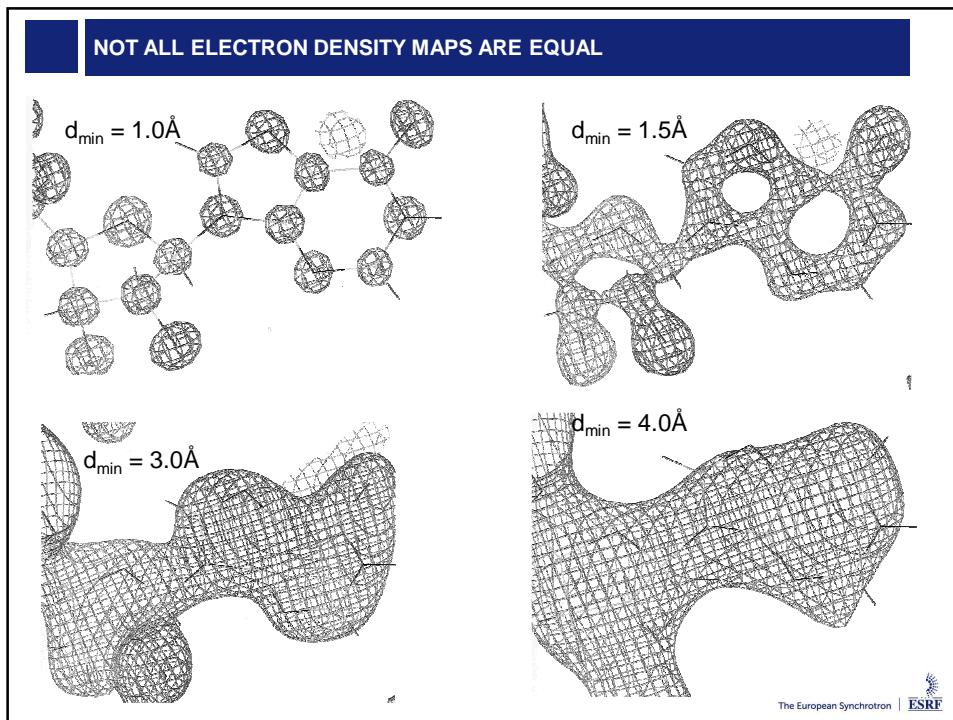 NOT ALL ELECTRON DENSITY MAPS ARE EQUAL
dmin = 1.0Å
dmin = 1.5Å
dmin = 3.0Å
dmin = 4.0Å
The European Synchrotron | ESRF